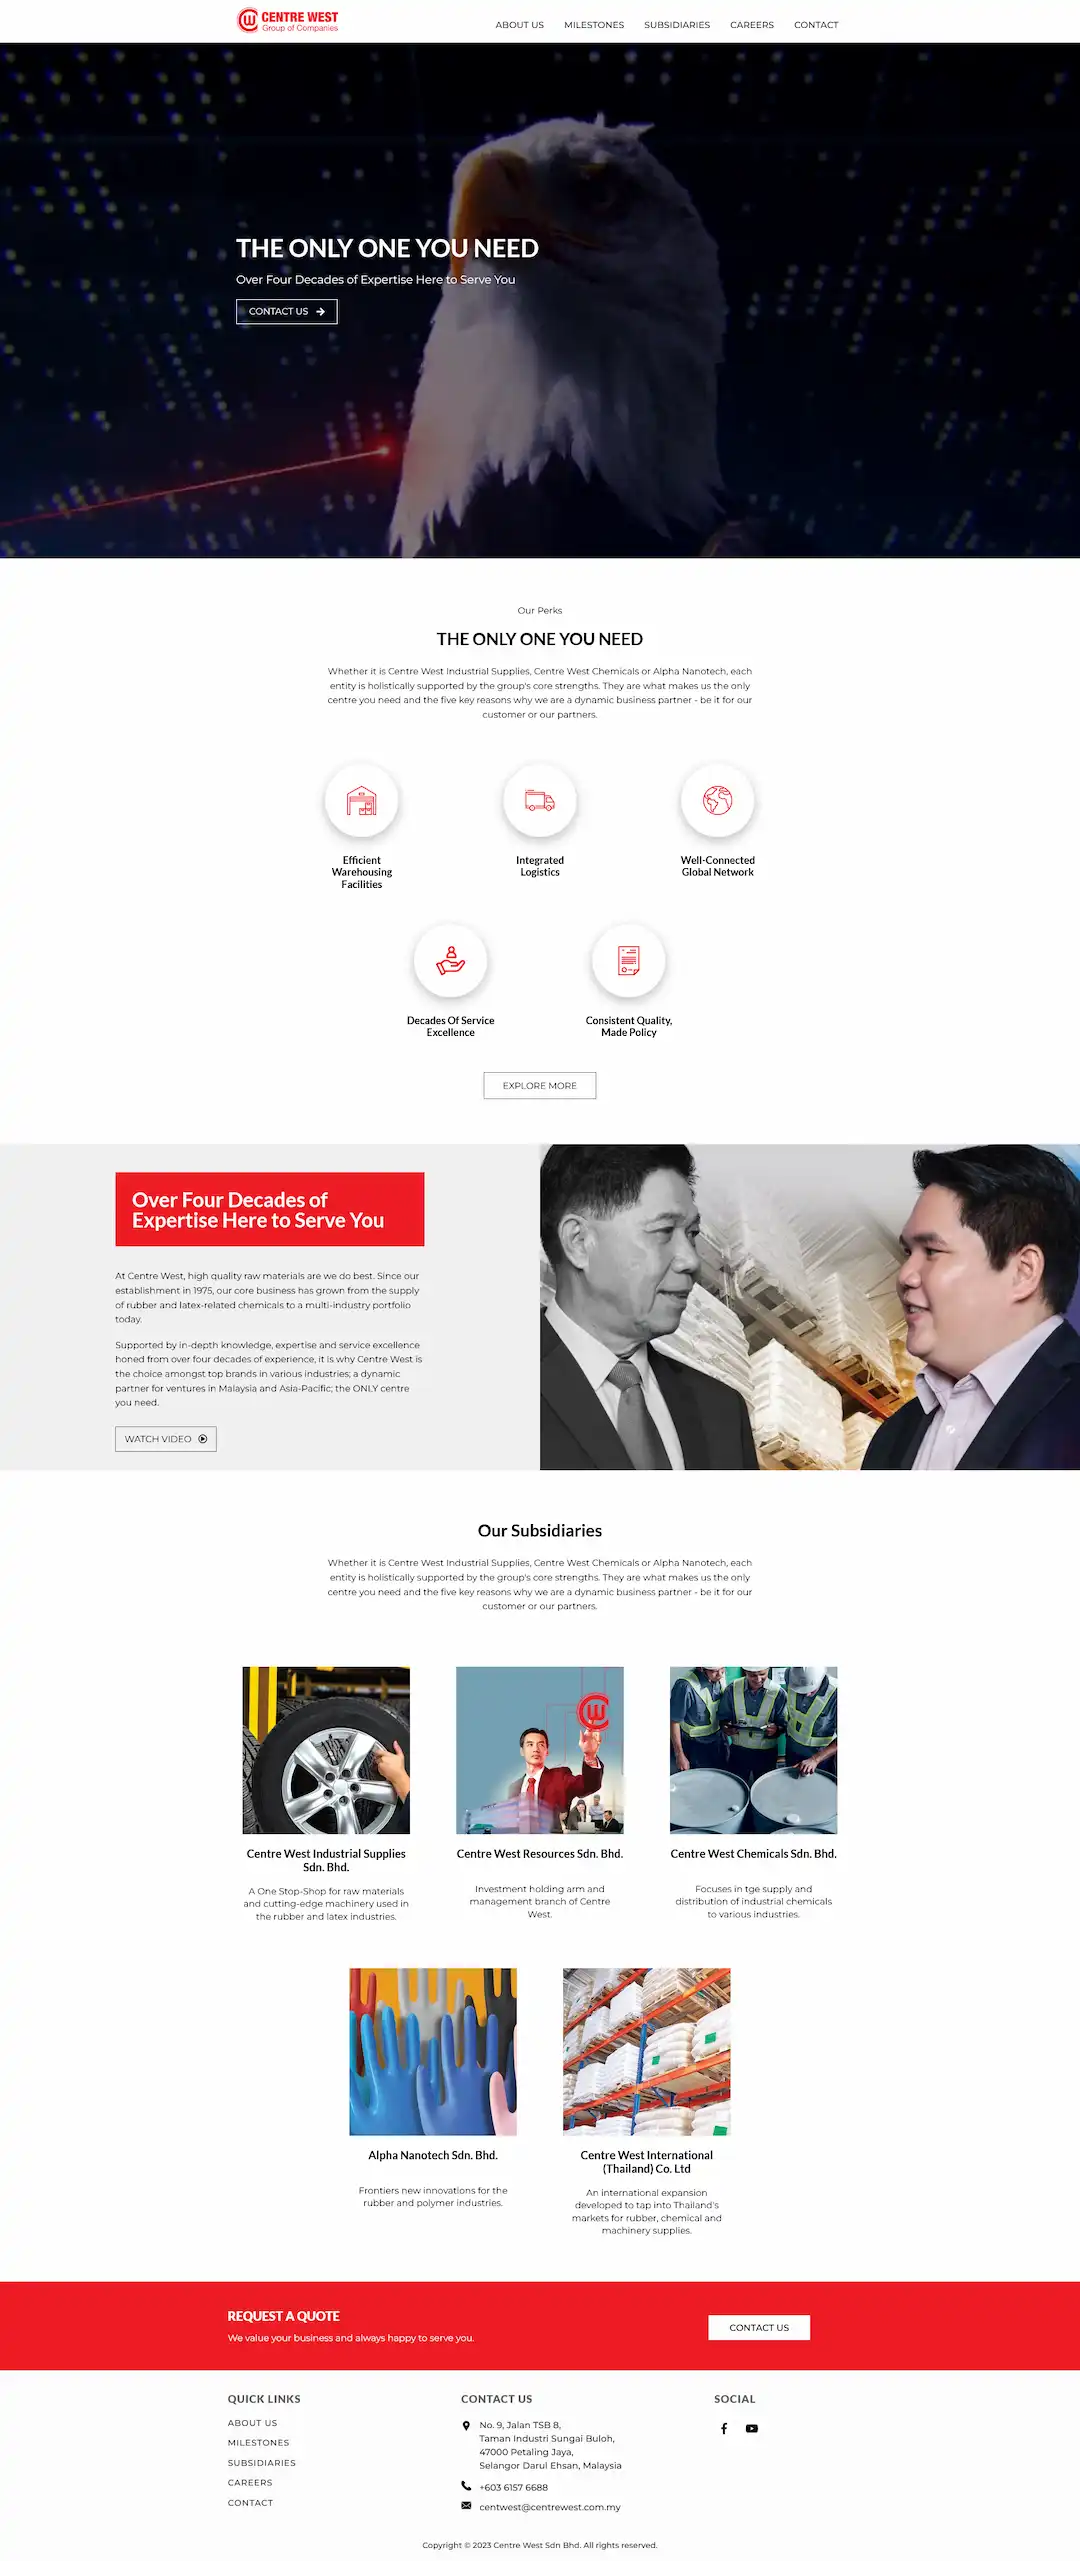 CENTRE WEST
Group of Companies
ABOUT US
MILESTONES
SUBSIDIARIES
CAREERS
CONTACT
THE ONLY ONE YOU NEED
Over Four Decades of Expertise Here to Serve You
CONTACT US
Our Perks
THE ONLY ONE YOU NEED
Whether it is Centre West Industrial Supplies, Centre West Chemicals or Alpha Nanotech, each
entity is holistically supported by the group's core strengths. They are what makes us the only
centre you need and the five key reasons why we are a dynamic business partner - be it for our
customer or our partners.
Efficient
Warehousing
Facilities
Integrated
Logistics
Well-Connected
Global Network
Decades Of Service
Excellence
Consistent Quality,
Made Policy
EXPLORE MORE
Over Four Decades of
Expertise Here to Serve You
At Centre West, high quality raw materials are we do best. Since our
establishment in 1975, our core business has grown from the supply
of rubber and latex-related chemicals to a multi-industry portfolio
today.
Supported by in-depth knowledge, expertise and service excellence
honed from over four decades of experience, it is why Centre West is
the choice amongst top brands in various industries; a dynamic
partner for ventures in Malaysia and Asia-Pacific; the ONLY centre
you need.
WATCH VIDEO
Our Subsidiaries
Whether it is Centre West Industrial Supplies, Centre West Chemicals or Alpha Nanotech, each
entity is holistically supported by the group's core strengths. They are what makes us the only
centre you need and the five key reasons why we are a dynamic business partner - be it for our
customer or our partners.
Centre West Industrial Supplies
Sdn. Bhd.
A One Stop-Shop for raw materials
and cutting-edge machinery used in
the rubber and latex industries.
Centre West Resources Sdn. Bhd.
Investment holding arm and
management branch of Centre
West.
Centre West Chemicals Sdn. Bhd.
Focuses in tge supply and
distribution of industrial chemicals
to various industries.
Alpha Nanotech Sdn. Bhd.
Frontiers new innovations for the
rubber and polymer industries.
Centre West International
(Thailand) Co. Ltd
An international expansion
developed to tap into Thailand's
markets for rubber, chemical and
machinery supplies.
REQUEST A QUOTE
We value your business and always happy to serve you.
CONTACT US
QUICK LINKS
ABOUT US
MILESTONES
SUBSIDIARIES
CAREERS
CONTACT
CONTACT US
No. 9, Jalan TSB 8,
Taman Industri Sungai Buloh,
47000 Petaling Jaya,
Selangor Darul Ehsan, Malaysia
+603 6157 6688
centwest@centrewest.com.my
SOCIAL
Copyright © 2023 Centre West Sdn Bhd. All rights reserved.